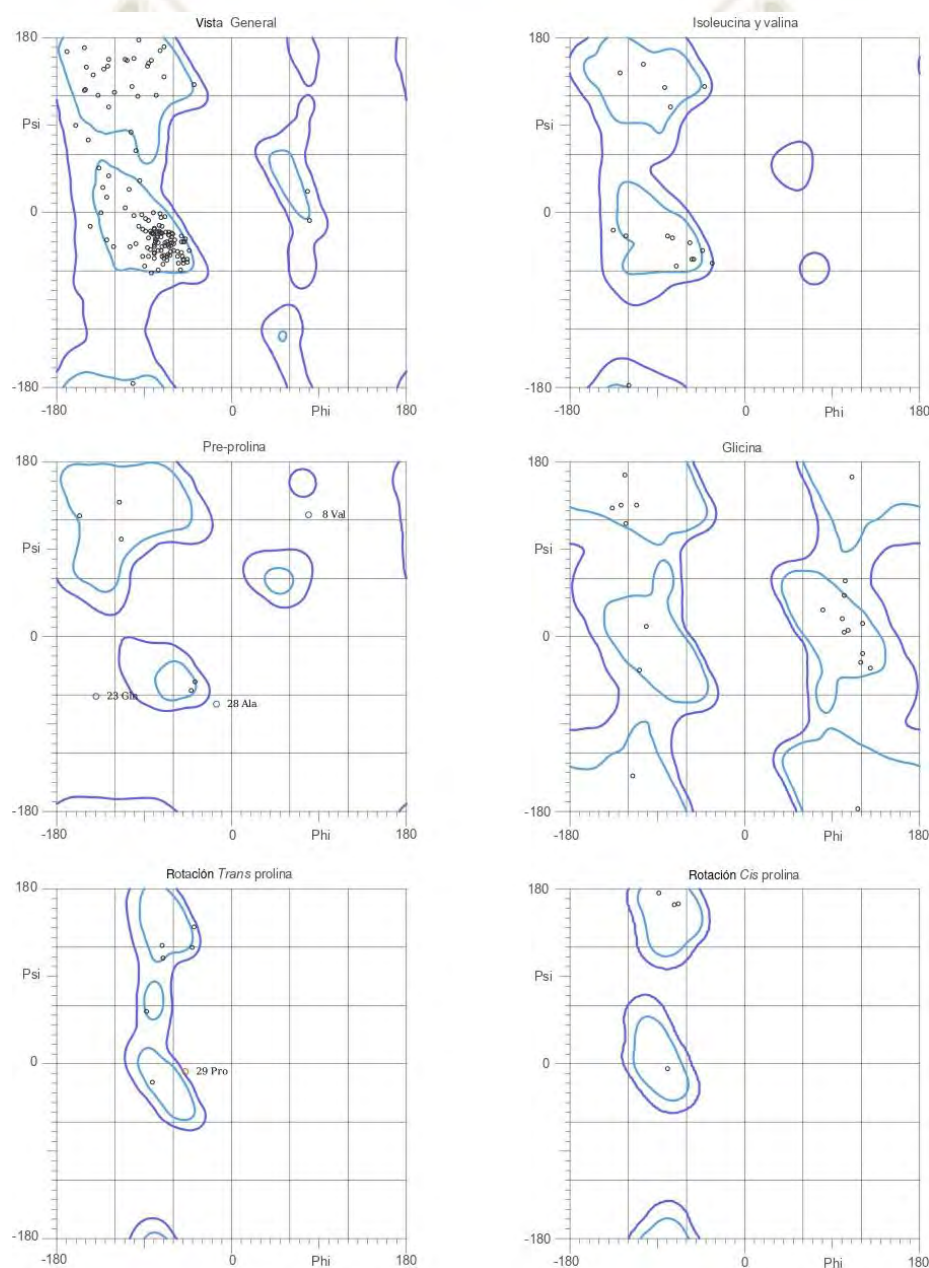 Vista General
180
Psi
0
-180
-180
0
Phi
180
Isoleucina y valina
180
Psi
0
-180
-180
0
Phi
180
Pre-prolina
180
8 Val
Psi
0
23 Gln
28 Ala
-180
-180
0
Phi
180
Glicina
180
Psi
0
-180
-180
0
Phi
180
Rotación Trans prolina
180
Psi
0
29 Pro
-180
-180
0
Phi
180
Rotación Cis prolina
180
Psi
0
-180
-180
0
Phi
180